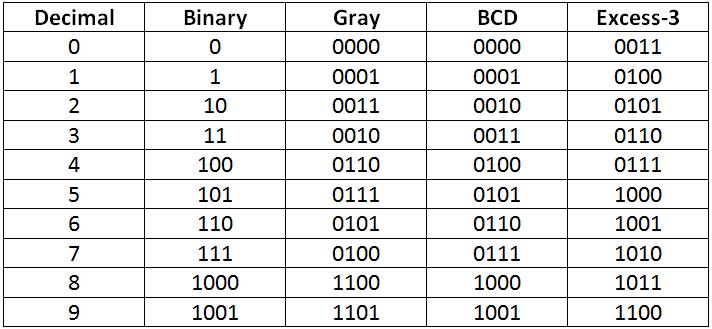 Decimal Binary Gray BCD Excess-3
0 0 0000 0000 0011
1 1 0001 0001 0100
2 10 0011 0010 0101
3 11 0010 0011 0110
4 100 0110 0100 0111
5 101 0111 0101 1000
6 110 0101 0110 1001
7 111 0100 0111 1010
8 1000 1100 1000 1011
9 1001 1101 1001 1100